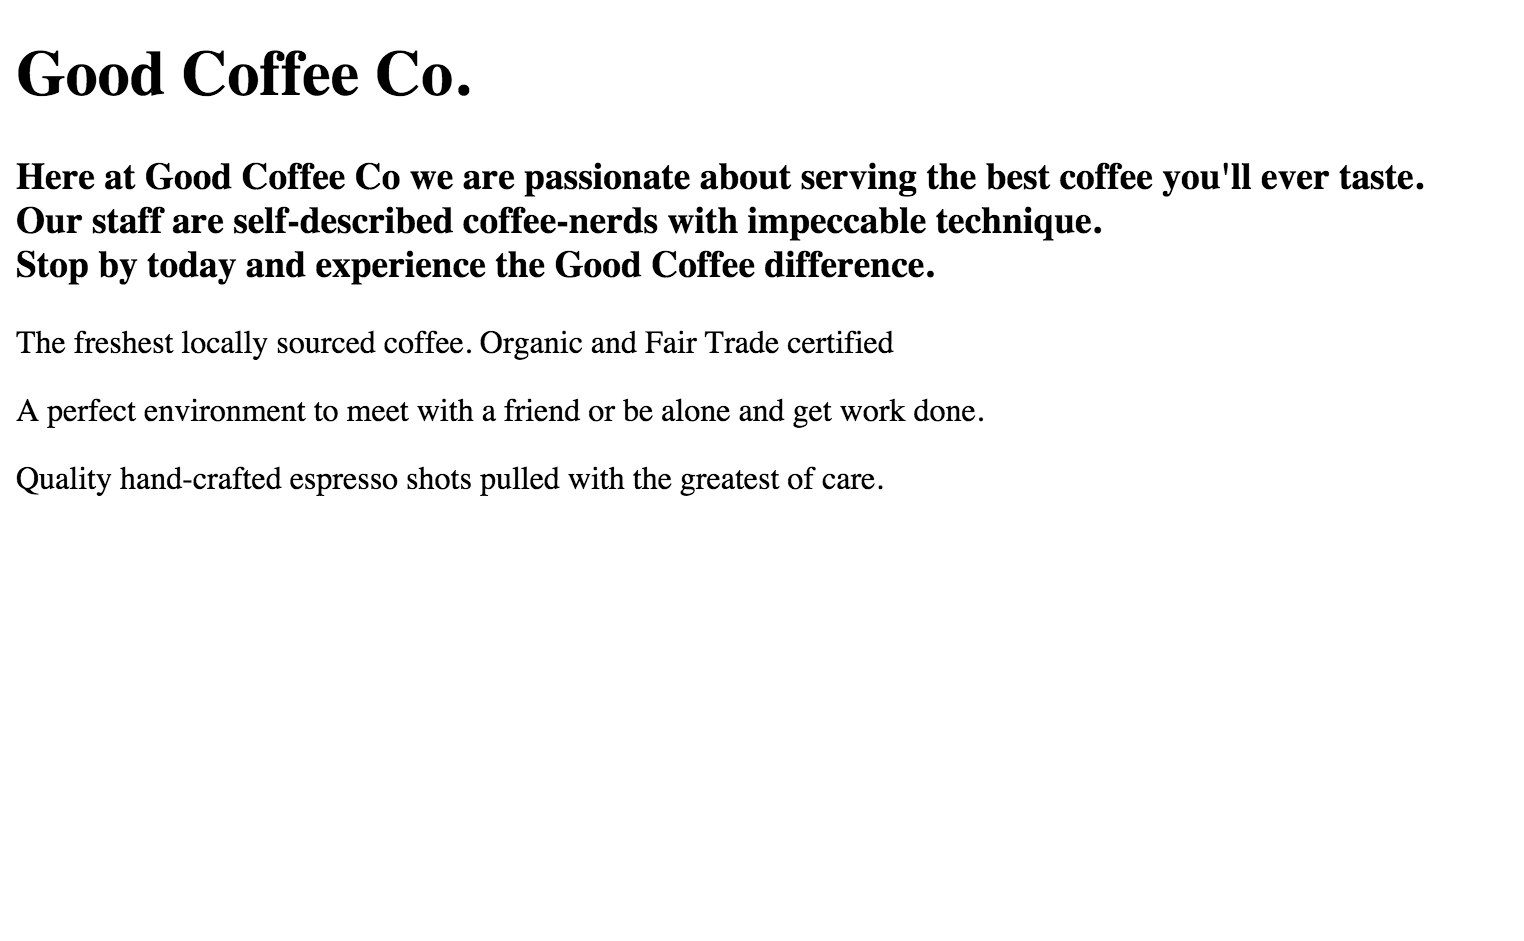 Good Coffee Co.
Here at Good Coffee Co we are passionate about serving the best coffee you'll ever taste.
Our staff are self-described coffee-nerds with impeccable technique.
Stop by today and experience the Good Coffee difference.
The freshest locally sourced coffee. Organic and Fair Trade certified
A perfect environment to meet with a friend or be alone and get work done.
Quality hand-crafted espresso shots pulled with the greatest of care.